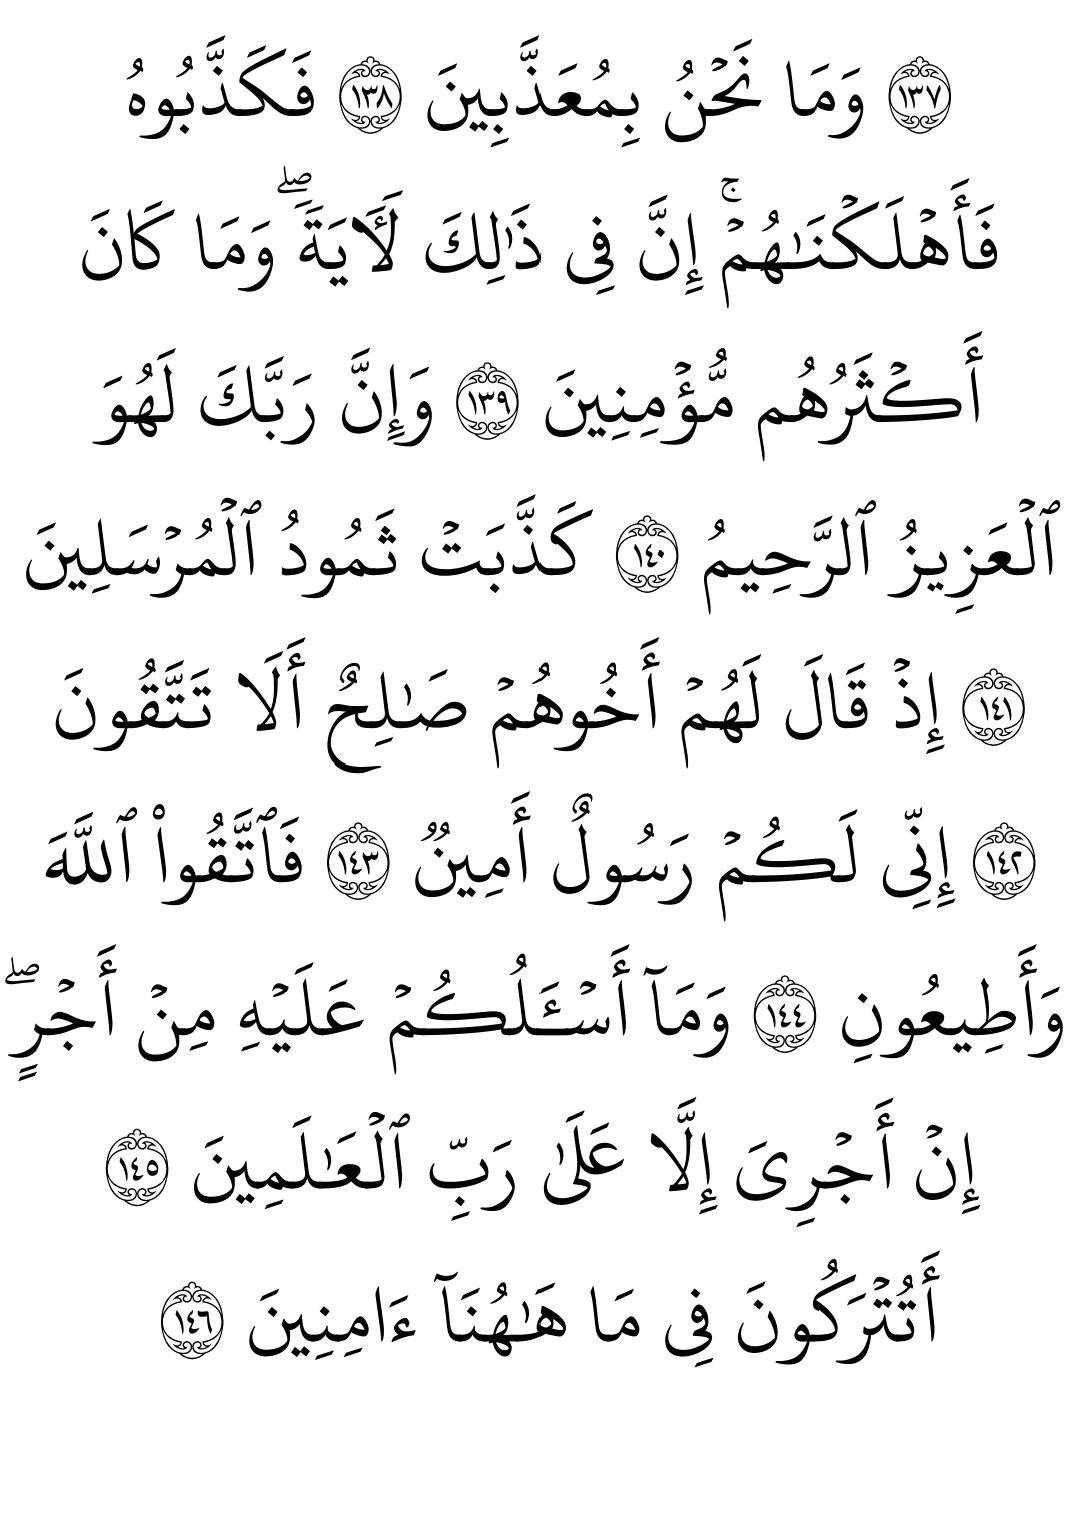 ۝١٣٧ وَمَا نَحۡنُ بِمُعَذَّبِينَ ۝١٣٨ فَكَذَّبُوهُ
فَأَهۡلَكۡنَٰهُمۡۚ إِنَّ فِي ذَٰلِكَ لَأٓيَةَۖ وَمَا كَانَ
أَكۡثَرُهُم مُّؤۡمِنِينَ ۝١٣٩ وَإِنَّ رَبَّكَ لَهُوَ
ٱلۡعَزِيزُ ٱلرَّحِيمُ ۝١٤٠ كَذَّبَتۡ ثَمُودُ ٱلۡمُرۡسَلِينَ
۝١٤١ إِذۡ قَالَ لَهُمۡ أَخُوهُمۡ صَٰلِحٌ أَلَا تَتَّقُونَ
۝١٤٢ إِنِّي لَكُمۡ رَسُولٌ أَمِينٞ ۝١٤٣ فَٱتَّقُواْ ٱللَّهَ
وَأَطِيعُونِ ۝١٤٤ وَمَآ أَسۡـَٔلُكُمۡ عَلَيۡهِ مِنۡ أَجۡرٍۖ
إِنۡ أَجۡرِيَ إِلَّا عَلَىٰ رَبِّ ٱلۡعَٰلَمِينَ ۝١٤٥
أَتُتۡرَكُونَ فِي مَا هَٰهُنَآ ءَامِنِينَ ۝١٤٦